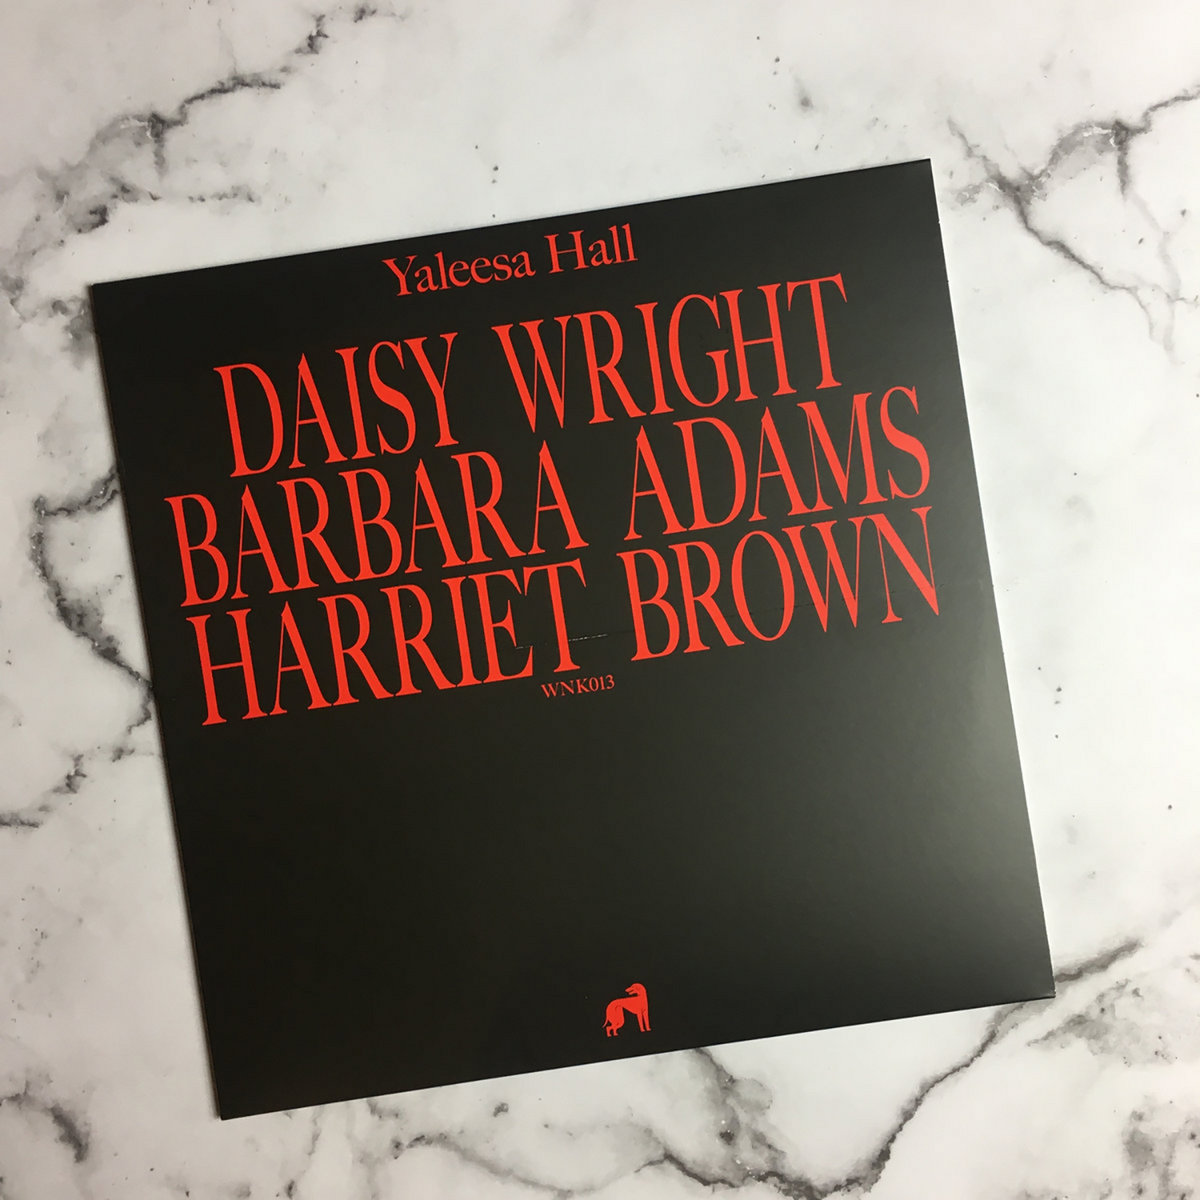 Yaleesa Hall
DAISY WRIGHT
BARBARA ADAMS
HARRIET BROWN
WNK013